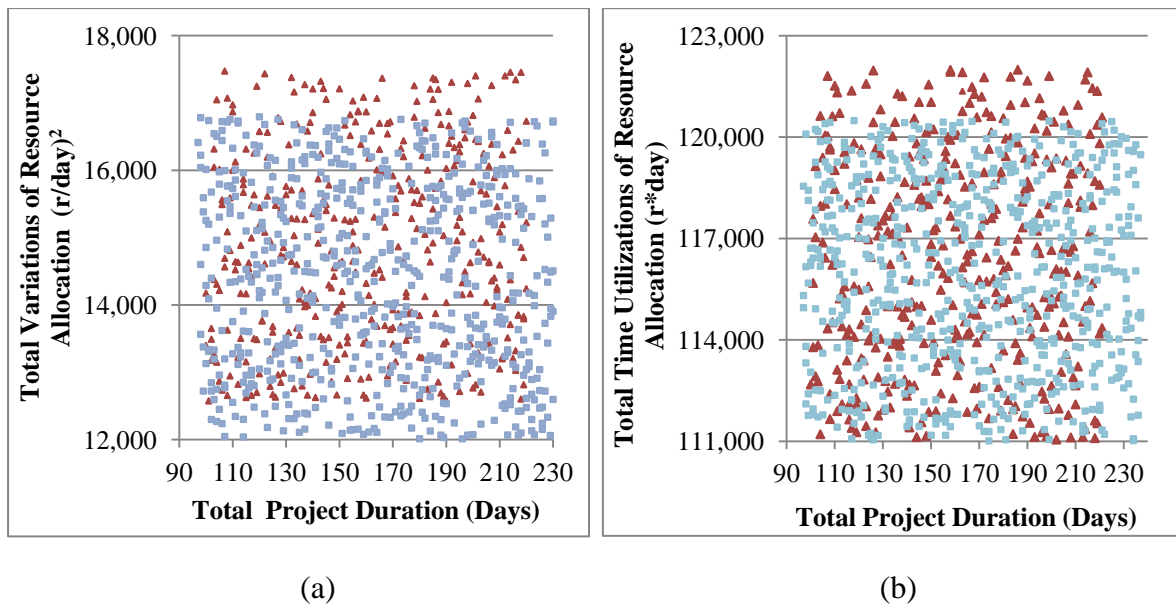 18,000
16,000
14,000
12,000
Total Variations of Resource
Allocation (r/day)²
90 110 130 150 170 190 210 230
Total Project Duration (Days)
(a)
123,000
120,000
117,000
114,000
111,000
Total Time Utilizations of Resource
Allocation (r*day)
90 110 130 150 170 190 210 230
Total Project Duration (Days)
(b)